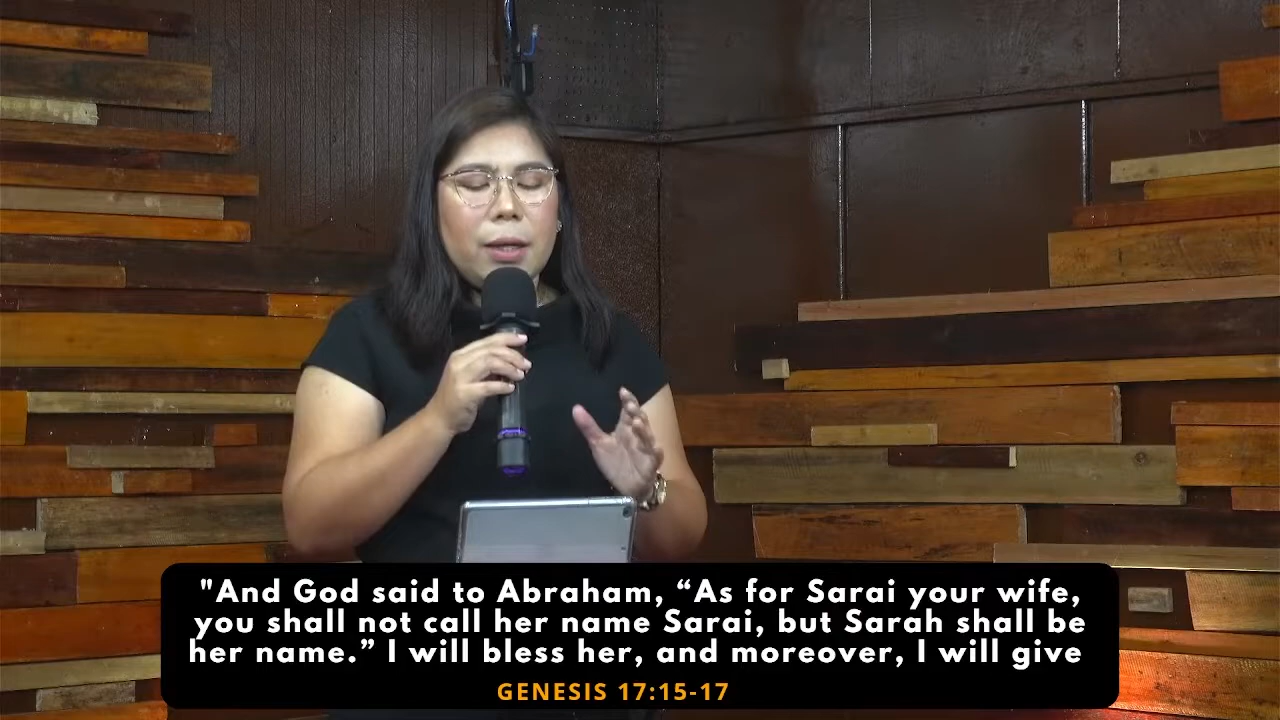 "And God said to Abraham, “As for Sarai your wife,
you shall not call her name Sarai, but Sarah shall be
her name.” I will bless her, and moreover, I will give
GENESIS 17:15-17